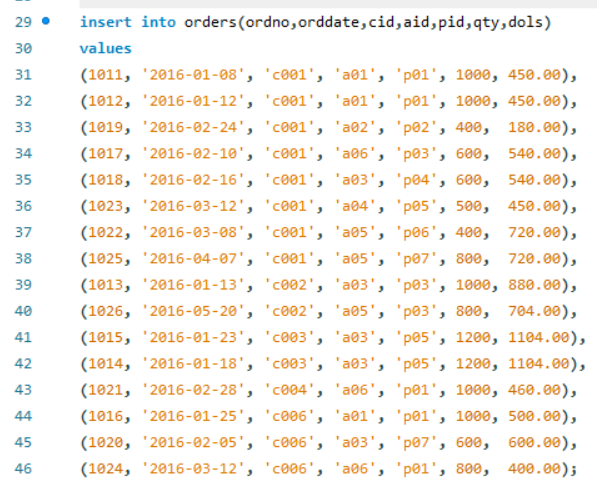 29 insert into orders(ordno,orddate,cid,aid,pid,qty,dols)
30 values
31 (1011, '2016-01-08', 'c001', 'a01', 'p01', 1000, 450.00),
32 (1012, '2016-01-12', 'c001', 'a01', 'p01', 1000, 450.00),
33 (1019, '2016-02-24', 'c001', 'a02', 'p02', 400, 180.00),
34 (1017, '2016-02-10', 'c001', 'a06', 'p03', 600, 540.00),
35 (1018, '2016-02-16', 'c001', 'a03', 'p04', 600, 540.00),
36 (1023, '2016-03-12', 'c001', 'a04', 'p05', 500, 450.00),
37 (1022, '2016-03-08', 'c001', 'a05', 'p06', 400, 720.00),
38 (1025, '2016-04-07', 'c001', 'a05', 'p07', 800, 720.00),
39 (1013, '2016-01-13', 'c002', 'a03', 'p03', 1000, 880.00),
40 (1026, '2016-05-20', 'c002', 'a05', 'p03', 800, 704.00),
41 (1015, '2016-01-23', 'c003', 'a03', 'p05', 1200, 1104.00),
42 (1014, '2016-01-18', 'c003', 'a03', 'p05', 1200, 1104.00),
43 (1021, '2016-02-28', 'c004', 'a06', 'p01', 1000, 460.00),
44 (1016, '2016-01-25', 'c006', 'a01', 'p01', 1000, 500.00),
45 (1020, '2016-02-05', 'c006', 'a03', 'p07', 600, 600.00),
46 (1024, '2016-03-12', 'c006', 'a06', 'p01', 800, 400.00);